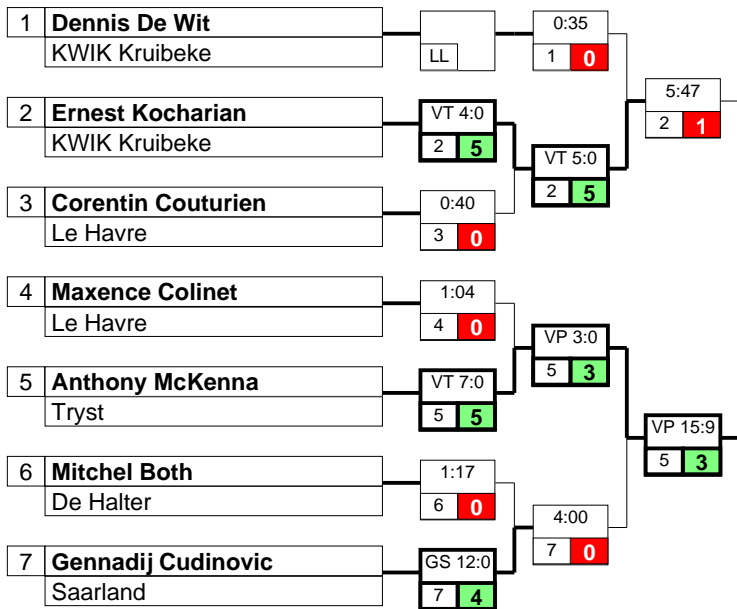 1 Dennis De Wit
KWIK Kruibeke
LL
0:35
1 0
2 Ernest Kocharian
KWIK Kruibeke
VT 4:0
2 5
VT 5:0
2 5
5:47
2 1
3 Corentin Couturien
Le Havre
0:40
3 0
4 Maxence Colinet
Le Havre
1:04
4 0
VP 3:0
5 3
5 Anthony McKenna
Tryst
VT 7:0
5 5
VP 15:9
5 3
6 Mitchel Both
De Halter
1:17
6 0
4:00
7 0
7 Gennadij Cudinovic
Saarland
GS 12:0
7 4